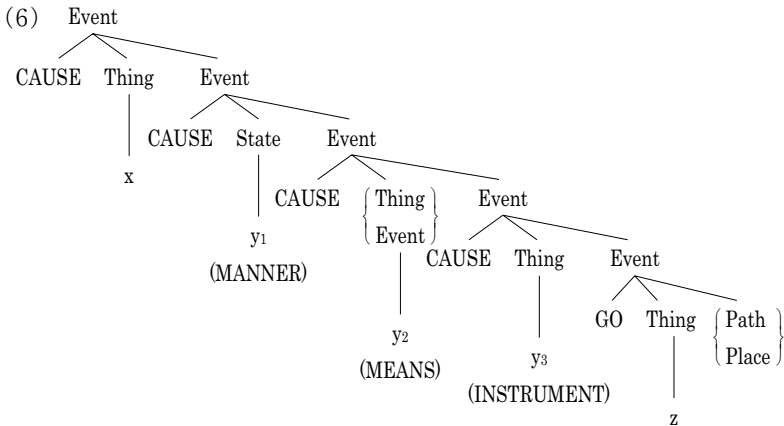 (6) Event
CAUSE Thing Event
x
CAUSE State Event
y₁
(MANNER)
CAUSE { Thing Event } Event
y₂
(MEANS)
CAUSE Thing Event
y₃
(INSTRUMENT)
GO Thing { Path Place }
z